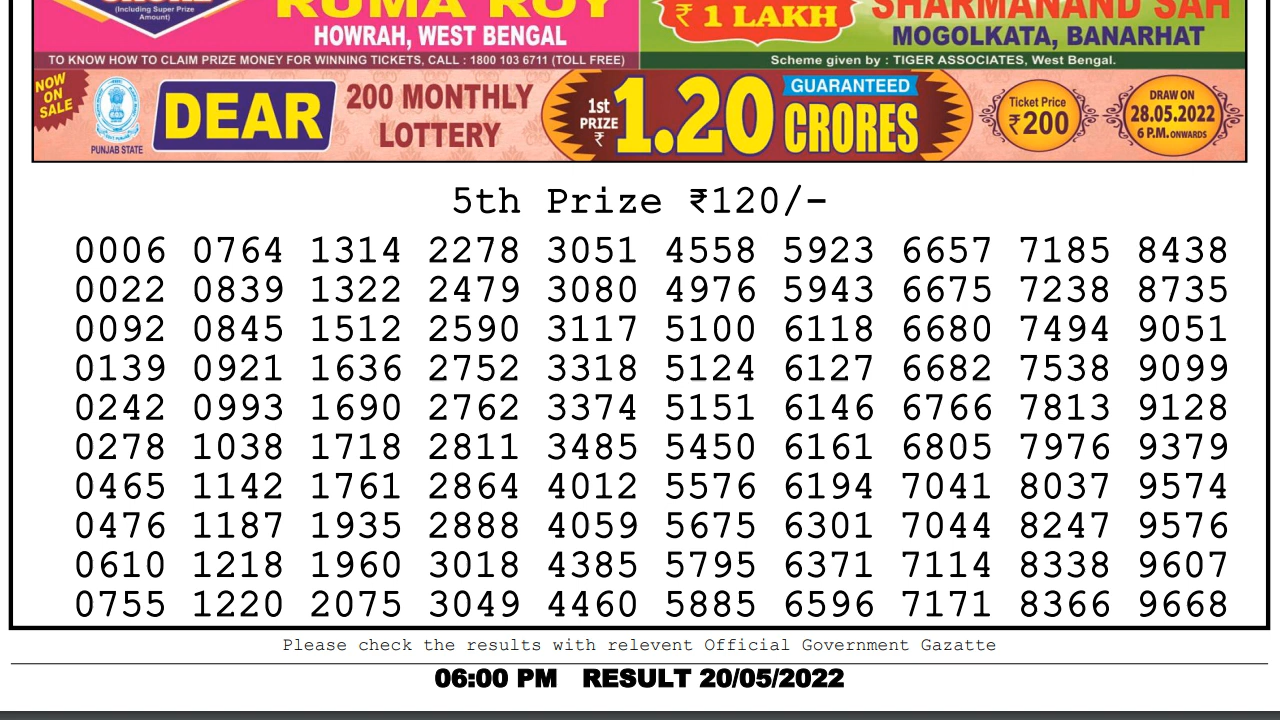 (Including Super Prize
Amount)
RUMA ROY
HOWRAH, WEST BENGAL
₹ 1 LAKH
SHARMANAND SAH
MOGOLKATA, BANARHAT
TO KNOW HOW TO CLAIM PRIZE MONEY FOR WINNING TICKETS, CALL : 1800 103 6711 (TOLL FREE)
Scheme given by : TIGER ASSOCIATES, West Bengal.
NOW
ON
SALE
PUNJAB STATE
DEAR
200 MONTHLY
LOTTERY
1st
PRIZE
₹
1.20
GUARANTEED
CRORES
Ticket Price
₹200
DRAW ON
28.05.2022
6 P.M. ONWARDS
5th Prize ₹120/-
0006 0764 1314 2278 3051 4558 5923 6657 7185 8438
0022 0839 1322 2479 3080 4976 5943 6675 7238 8735
0092 0845 1512 2590 3117 5100 6118 6680 7494 9051
0139 0921 1636 2752 3318 5124 6127 6682 7538 9099
0242 0993 1690 2762 3374 5151 6146 6766 7813 9128
0278 1038 1718 2811 3485 5450 6161 6805 7976 9379
0465 1142 1761 2864 4012 5576 6194 7041 8037 9574
0476 1187 1935 2888 4059 5675 6301 7044 8247 9576
0610 1218 1960 3018 4385 5795 6371 7114 8338 9607
0755 1220 2075 3049 4460 5885 6596 7171 8366 9668
Please check the results with relevent Official Government Gazatte
06:00 PM RESULT 20/05/2022